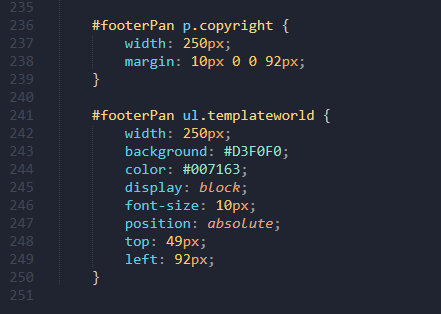 235
236 #footerPan p.copyright {
237 width: 250px;
238 margin: 10px 0 0 92px;
239 }
240
241 #footerPan ul.templateworld {
242 width: 250px;
243 background: #D3F0F0;
244 color: #007163;
245 display: block;
246 font-size: 10px;
247 position: absolute;
248 top: 49px;
249 left: 92px;
250 }
251